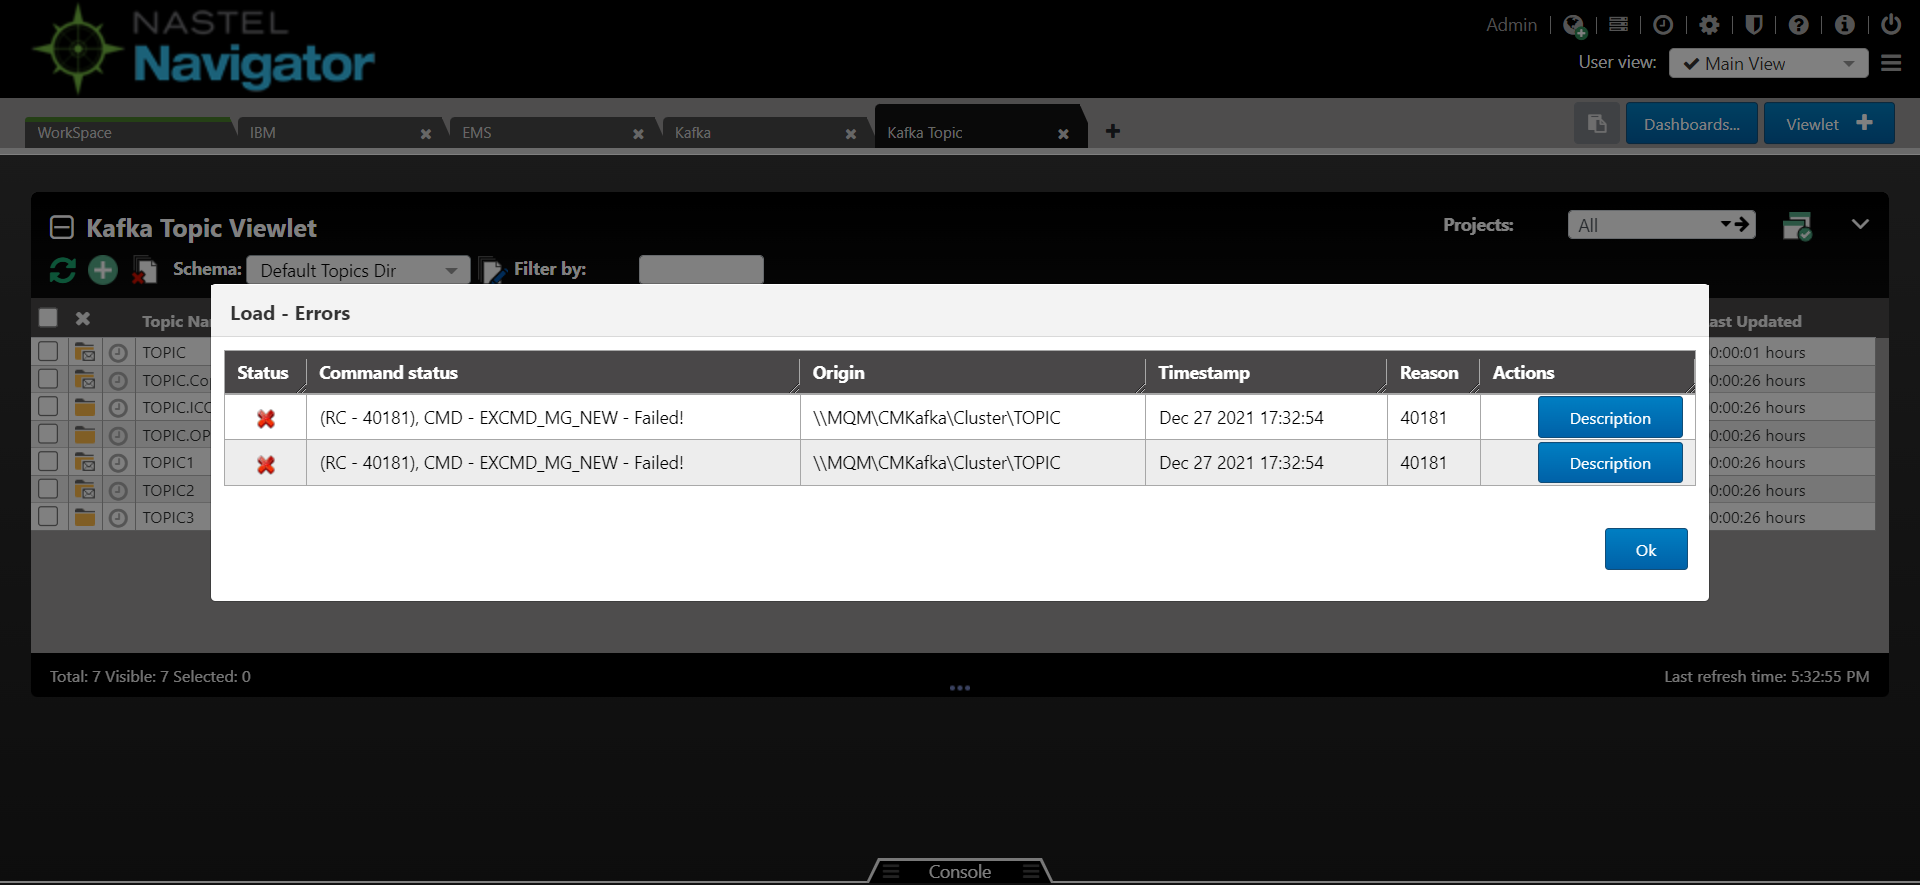 NASTEL
Navigator
Admin
User view: Main View
WorkSpace IBM EMS Kafka Kafka Topic
Dashboards... Viewlet
Kafka Topic Viewlet
Projects: All
Schema: Default Topics Dir Filter by:
Load - Errors
Topic Updated
Status Command status Origin Timestamp Reason Actions
(RC - 40181), CMD - EXCMD_MG_NEW - Failed! \\MQM\CMKafka\Cluster\TOPIC Dec 27 2021 17:32:54 40181 Description
(RC - 40181), CMD - EXCMD_MG_NEW - Failed! \\MQM\CMKafka\Cluster\TOPIC Dec 27 2021 17:32:54 40181 Description
TOPIC 0:00:01 hours
TOPIC.Co 0:00:26 hours
TOPIC.IC 0:00:26 hours
TOPIC.OP 0:00:26 hours
TOPIC1 0:00:26 hours
TOPIC2 0:00:26 hours
TOPIC3 0:00:26 hours
Ok
Total: 7 Visible: 7 Selected: 0
Last refresh time: 5:32:55 PM
Console